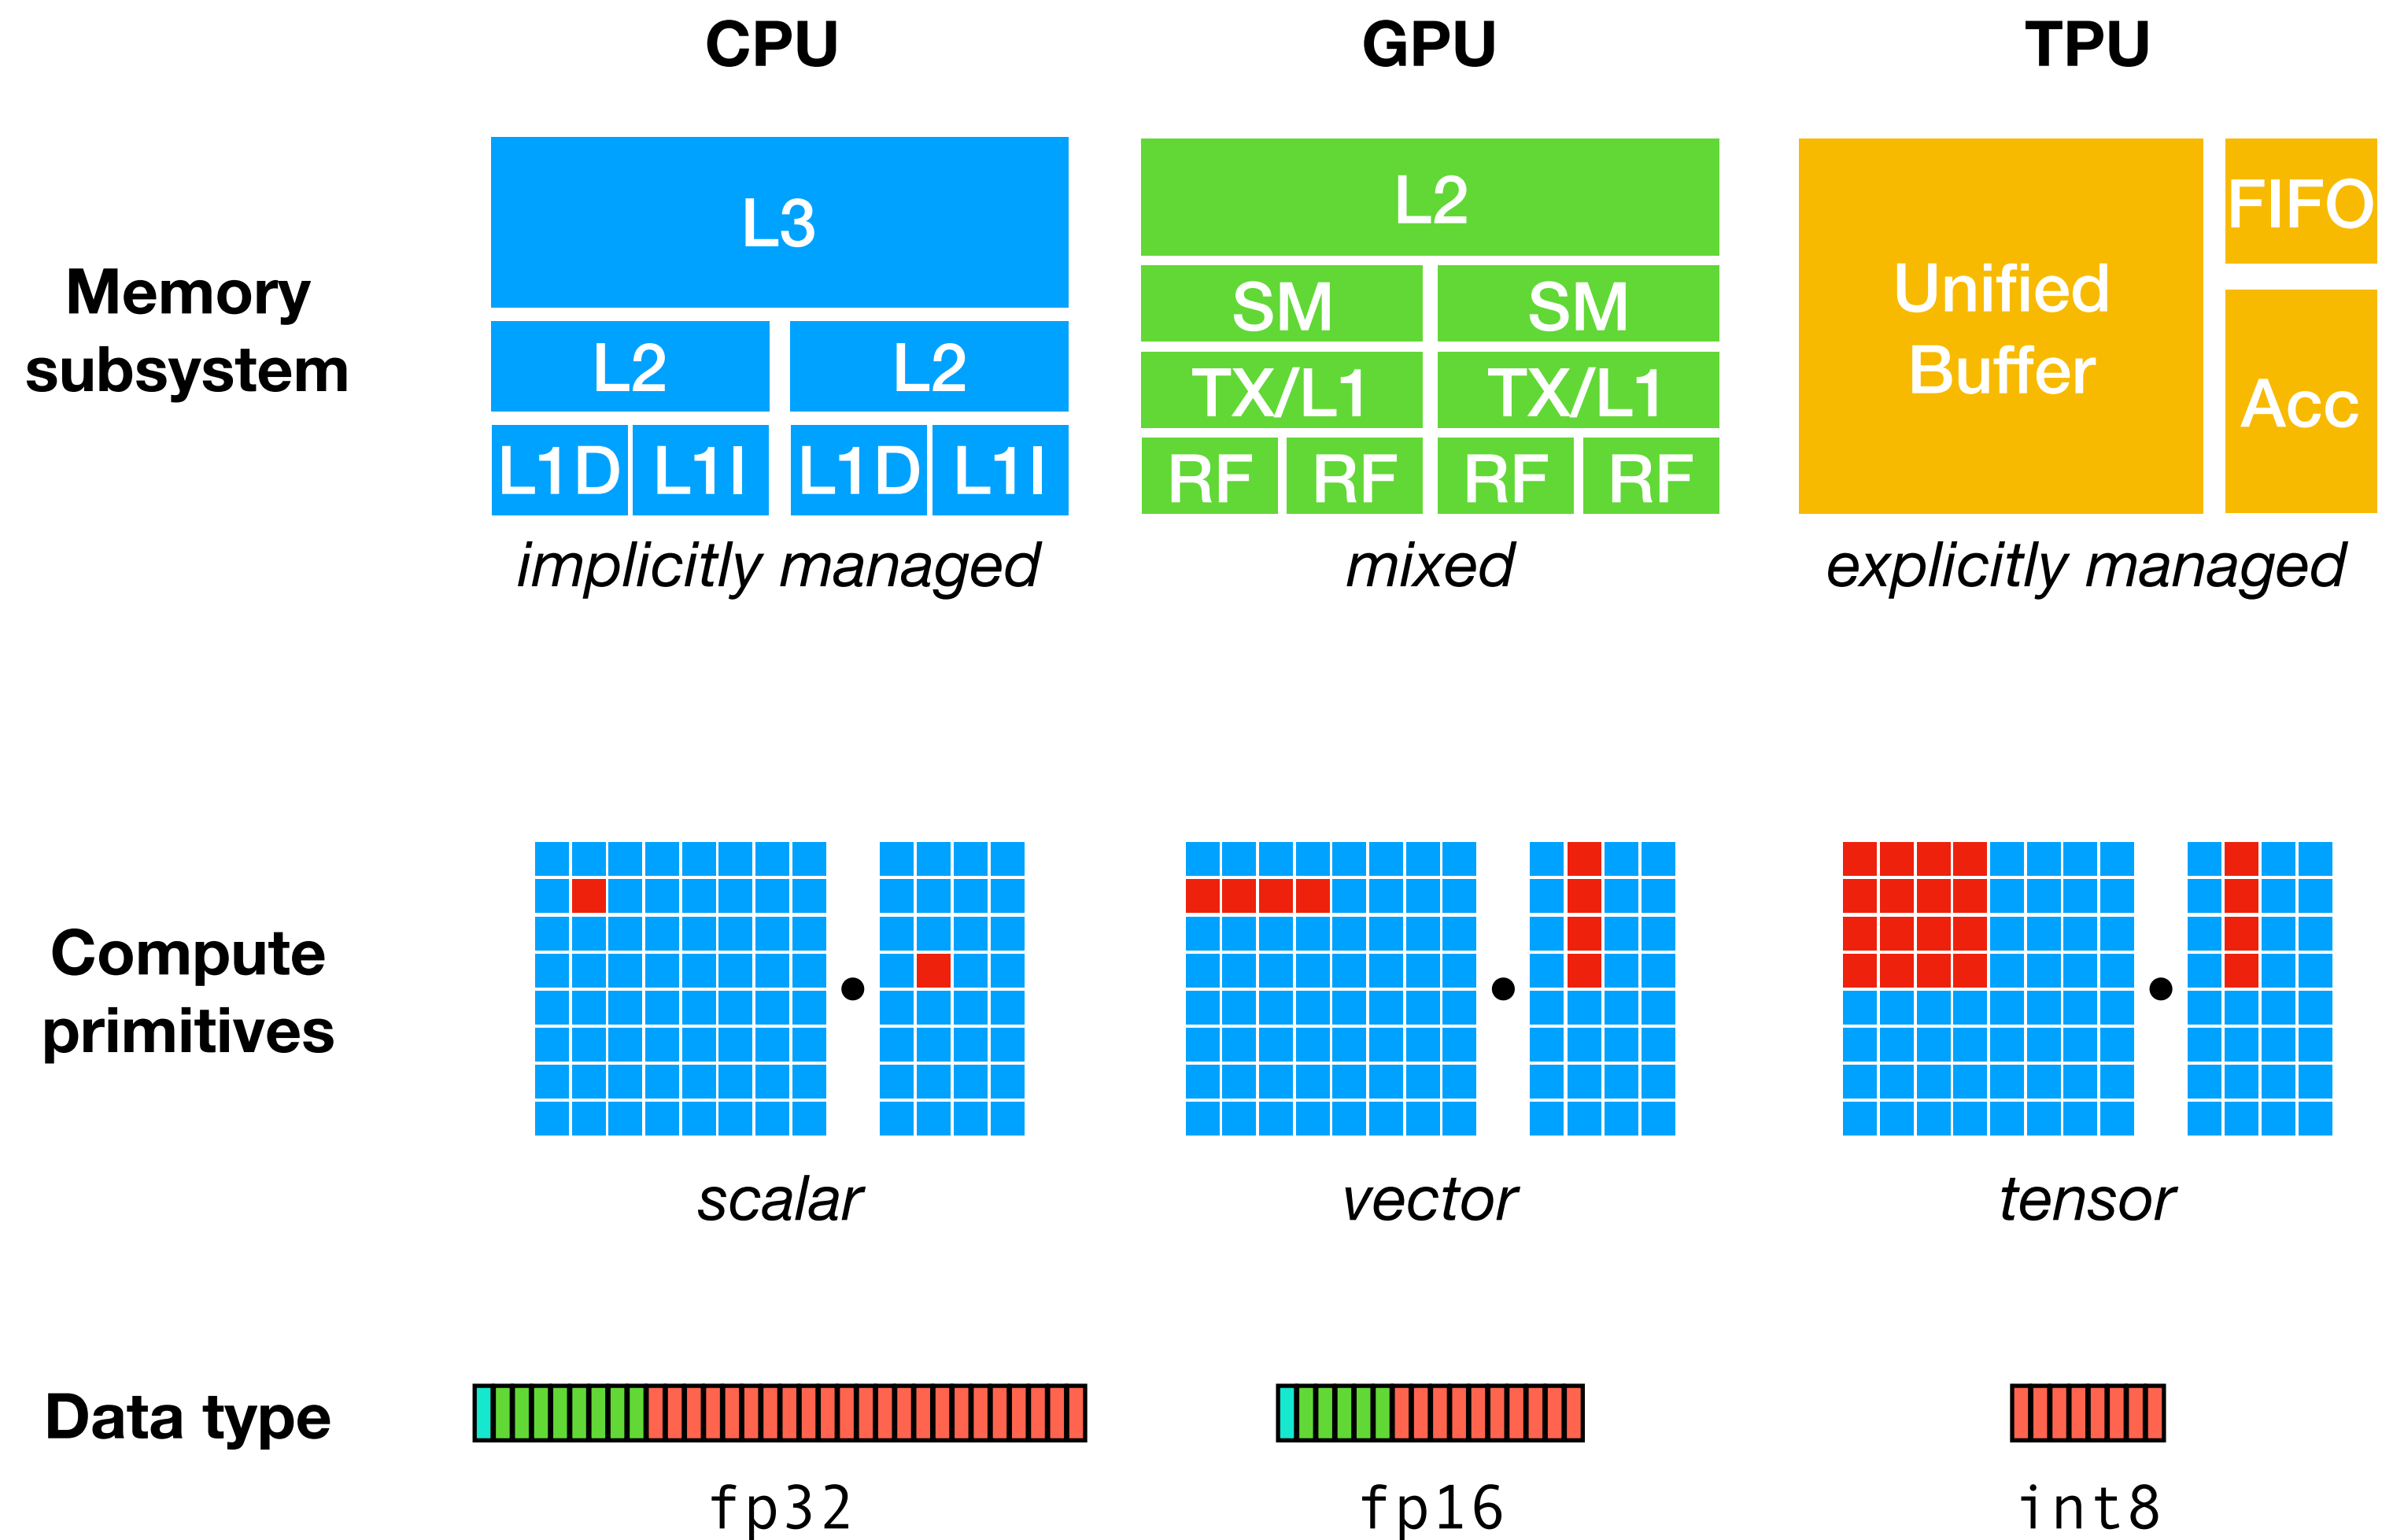 CPU
GPU
TPU
Memory
subsystem
L3
L2
L2
L1D
L1I
L1D
L1I
implicitly managed
L2
SM
SM
TX/L1
TX/L1
RF
RF
RF
RF
mixed
Unified
Buffer
FIFO
Acc
explicitly managed
Compute
primitives
scalar
vector
tensor
Data type
fp32
fp16
int8